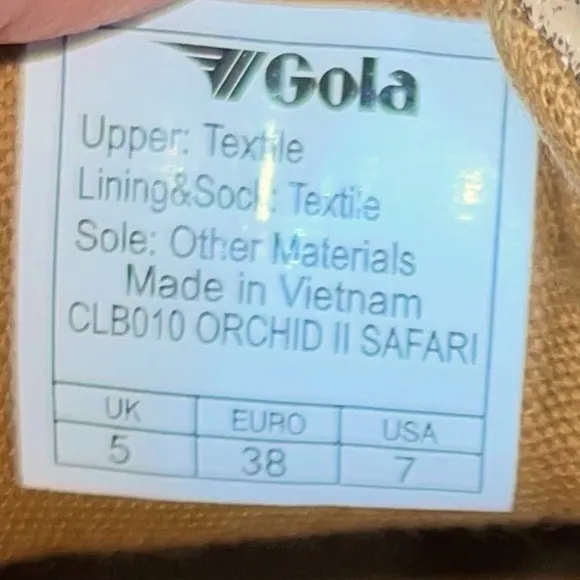 Gola
Upper: Textile
Lining&Sock: Textile
Sole: Other Materials
Made in Vietnam
CLB010 ORCHID II SAFARI
UK EURO USA
5 38 7